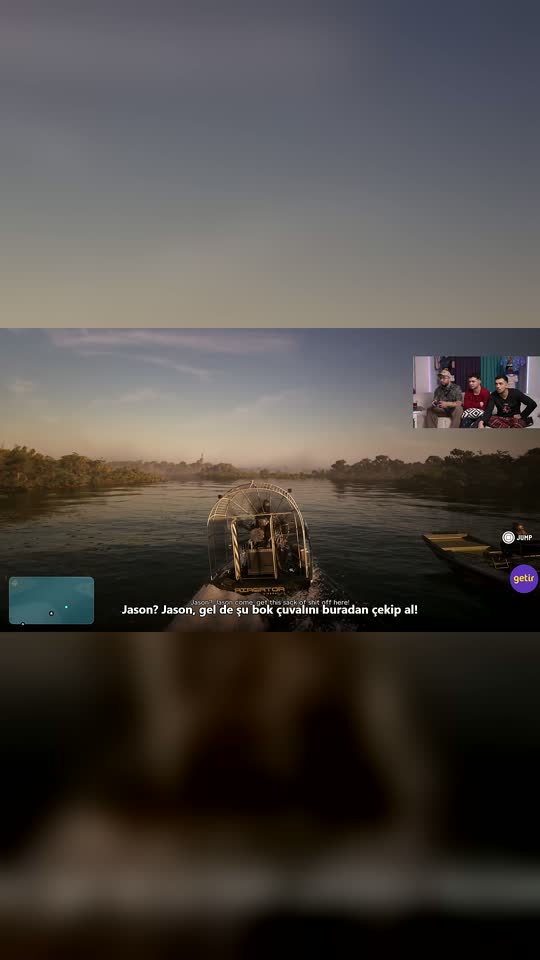 JUMP
getir
AIRGATOR
Jason? Jason come, get this sack of shit off here!
Jason? Jason, gel de şu bok çuvalını buradan çekip al!